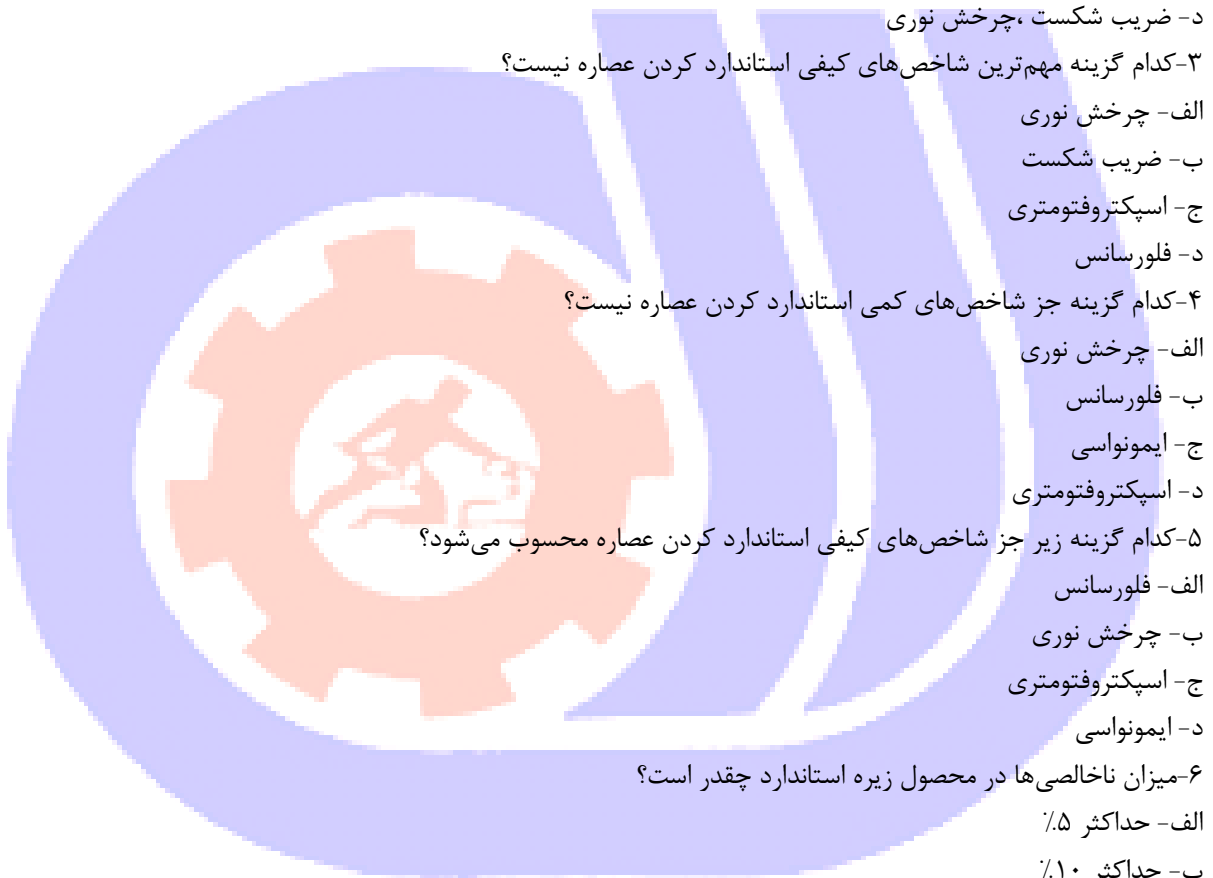 د- ضریب شکست ،چرخش نوری
۳-کدام گزینه مهم‌ترین شاخص‌های کیفی استاندارد کردن عصاره نیست؟
الف- چرخش نوری
ب- ضریب شکست
ج- اسپکتروفتومتری
د- فلورسانس
۴-کدام گزینه جز شاخص‌های کمی استاندارد کردن عصاره نیست؟
الف- چرخش نوری
ب- فلورسانس
ج- ایمونواسی
د- اسپکتروفتومتری
۵-کدام گزینه زیر جز شاخص‌های کیفی استاندارد کردن عصاره محسوب می‌شود؟
الف- فلورسانس
ب- چرخش نوری
ج- اسپکتروفتومتری
د- ایمونواسی
۶-میزان ناخالصی‌ها در محصول زیره استاندارد چقدر است؟
الف- حداکثر ۵٪
ب- حداکثر ۱۰٪